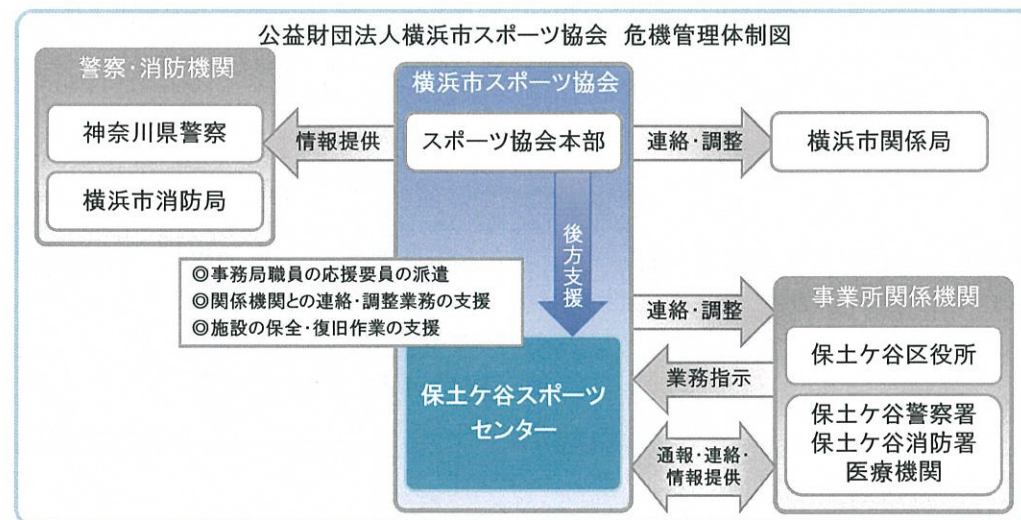 公益財団法人横浜市スポーツ協会 危機管理体制図
警察・消防機関
神奈川県警察
横浜市消防局
情報提供
横浜市スポーツ協会
スポーツ協会本部
連絡・調整
横浜市関係局
後方支援
◎事務局職員の応援要員の派遣
◎関係機関との連絡・調整業務の支援
◎施設の保全・復旧作業の支援
保土ケ谷スポーツ
センター
連絡・調整
業務指示
通報・連絡・
情報提供
事業所関係機関
保土ケ谷区役所
保土ケ谷警察署
保土ケ谷消防署
医療機関